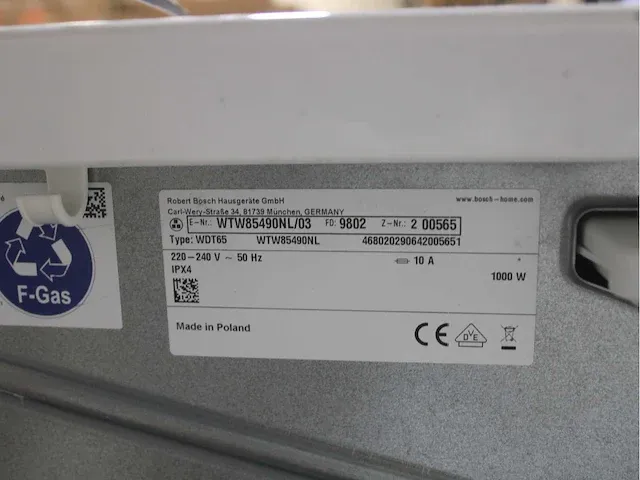 Robert Bosch Hausgeräte GmbH
www.bosch-home.com
Carl-Wery-Straße 34, 81739 München, GERMANY
E-Nr.: WTW85490NL/03 FD: 9802 Z-Nr.: 2 00565
Type: WDT65 WTW85490NL 468020290642005651
220-240 V ~ 50 Hz 10 A
IPX4 1000 W
Made in Poland
CE DVE
6
F-Gas